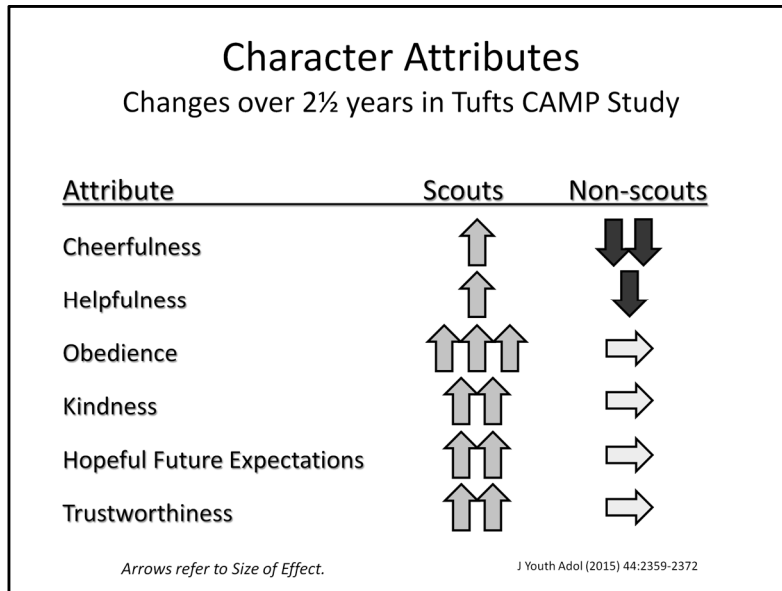 Character Attributes
Changes over 2½ years in Tufts CAMP Study
Attribute Scouts Non-scouts
Cheerfulness
Helpfulness
Obedience
Kindness
Hopeful Future Expectations
Trustworthiness
Arrows refer to Size of Effect. J Youth Adol (2015) 44:2359-2372